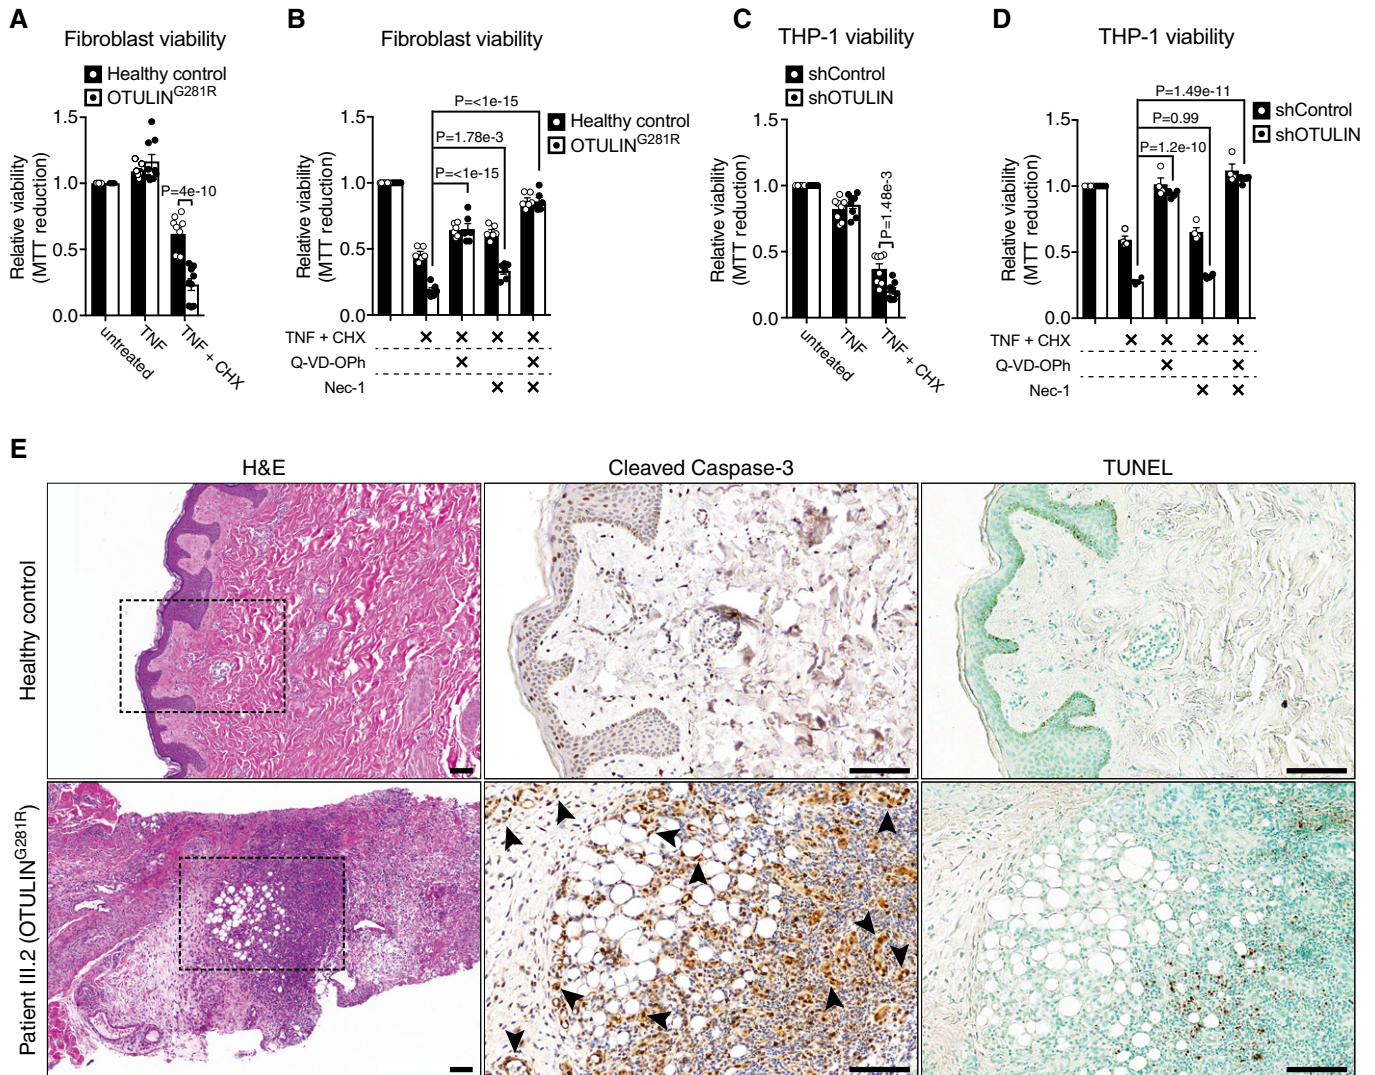 A
Fibroblast viability
Healthy control
OTULIN^G281R
Relative viability
(MTT reduction)
1.5
1.0
0.5
0.0
P=4e-10
untreated
TNF
TNF + CHX
B
Fibroblast viability
Healthy control
OTULIN^G281R
Relative viability
(MTT reduction)
1.5
1.0
0.5
0.0
P=<1e-15
P=1.78e-3
P=<1e-15
TNF + CHX
Q-VD-OPh
Nec-1
C
THP-1 viability
shControl
shOTULIN
Relative viability
(MTT reduction)
1.5
1.0
0.5
0.0
P=1.48e-3
untreated
TNF
TNF + CHX
D
THP-1 viability
shControl
shOTULIN
Relative viability
(MTT reduction)
1.5
1.0
0.5
0.0
P=1.49e-11
P=0.99
P=1.2e-10
TNF + CHX
Q-VD-OPh
Nec-1
E
H&E
Cleaved Caspase-3
TUNEL
Healthy control
Patient III.2 (OTULIN^G281R)